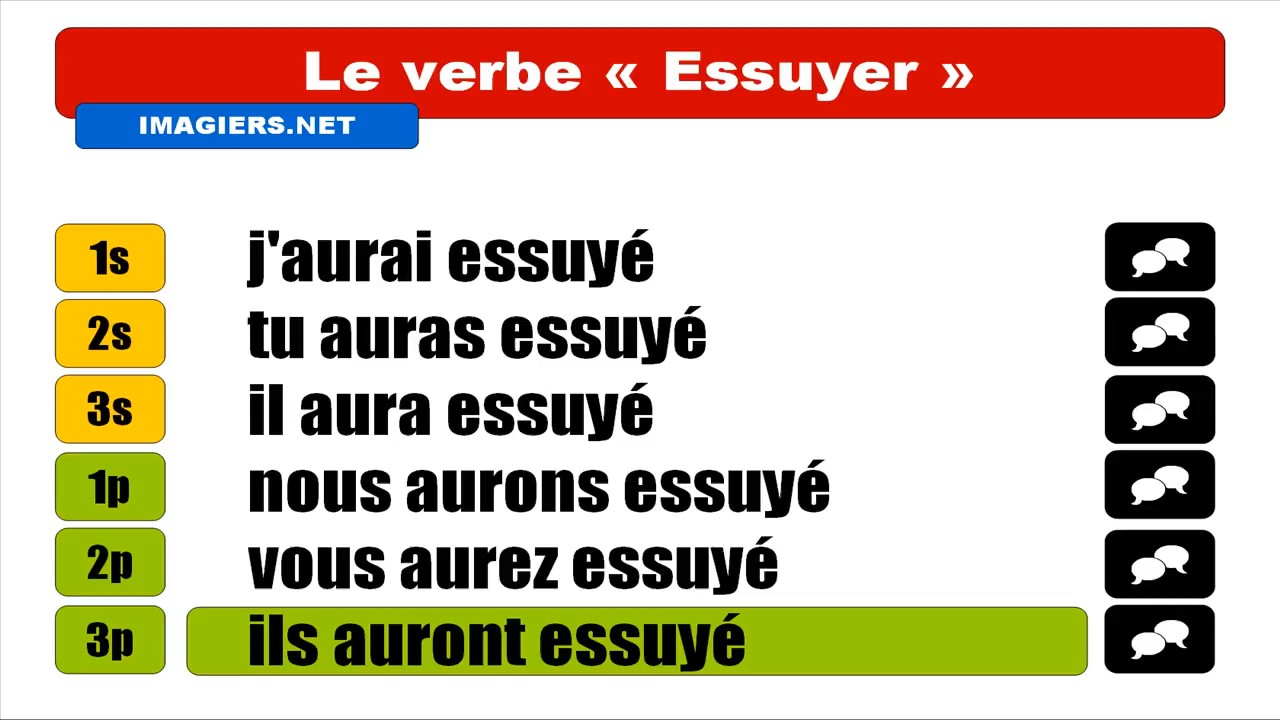 Le verbe « Essuyer »
IMAGIERS.NET
1s j'aurai essuyé
2s tu auras essuyé
3s il aura essuyé
1p nous aurons essuyé
2p vous aurez essuyé
3p ils auront essuyé